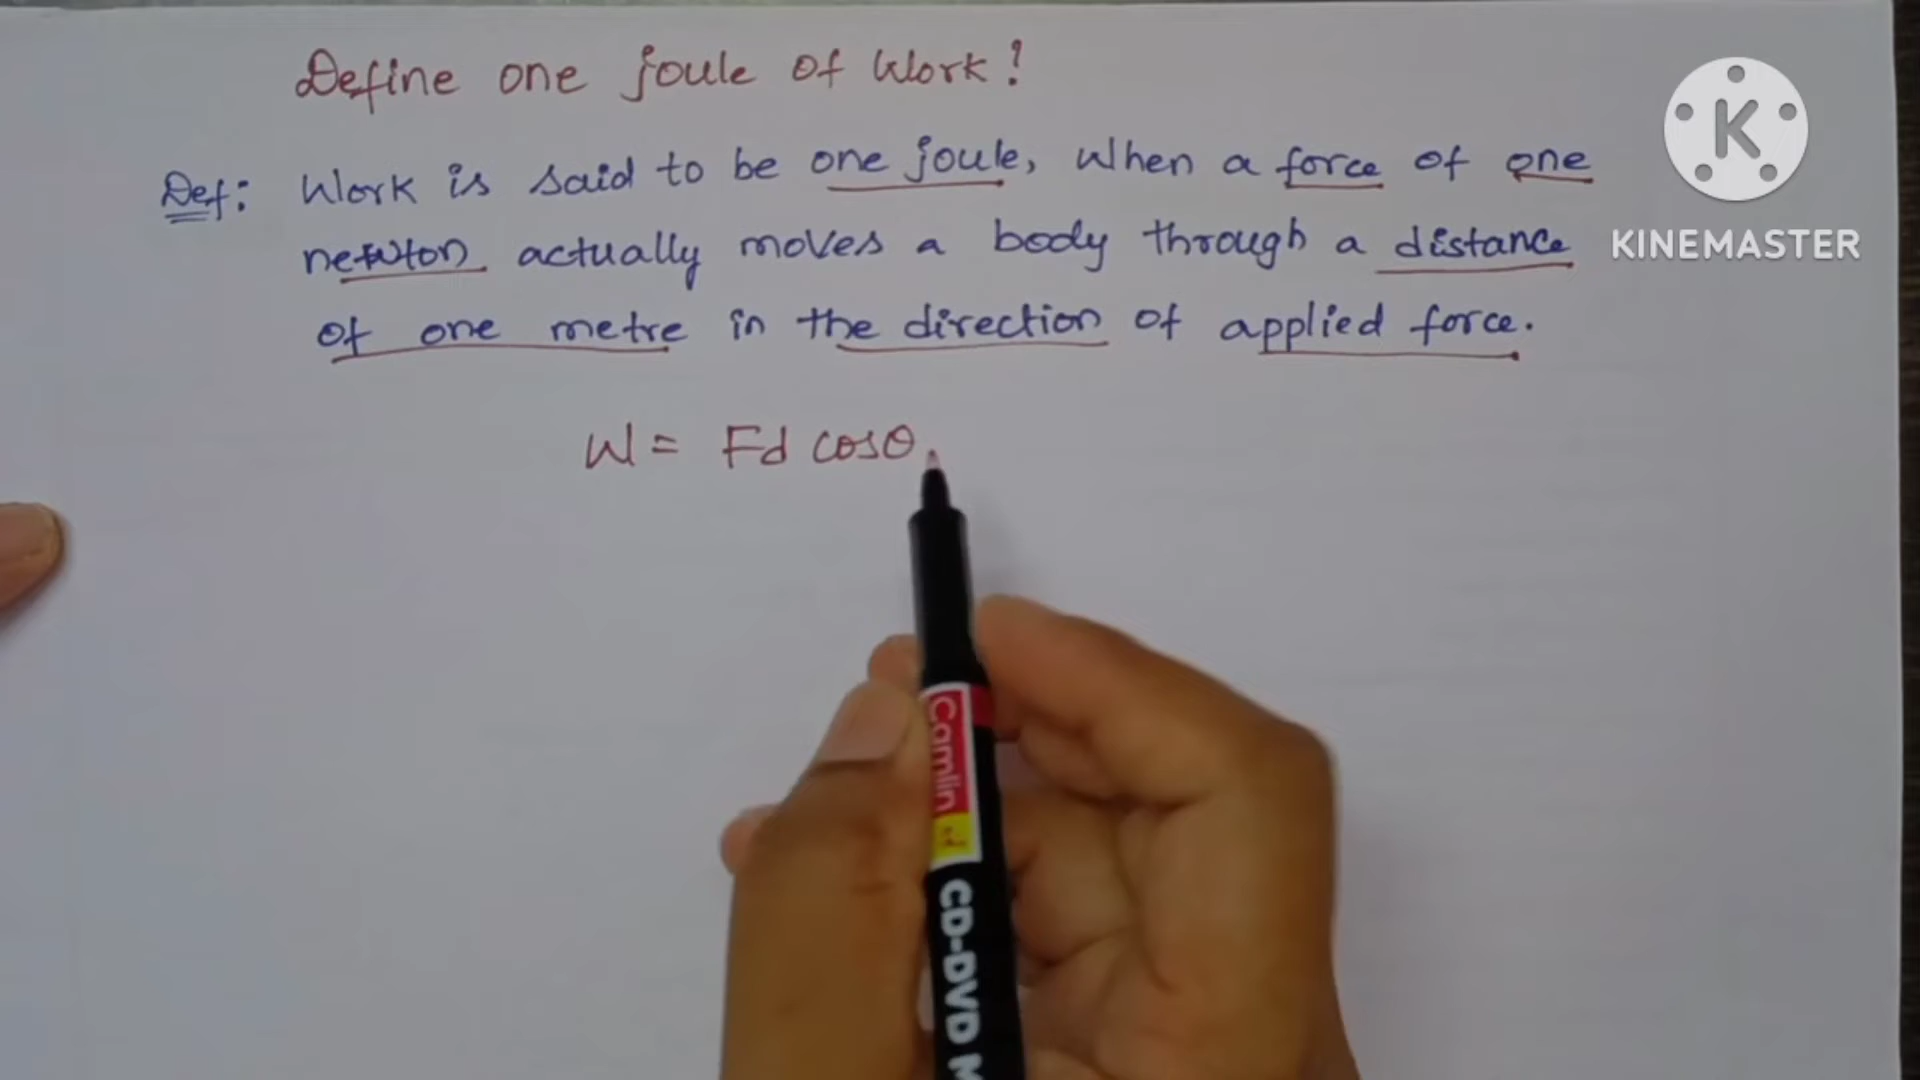 Define one joule of work?
Def: Work is said to be one joule, when a force of one
newton actually moves a body through a distance
of one metre in the direction of applied force.
W = Fd cosθ
K
KINEMASTER
Camlin
CD-DVD M